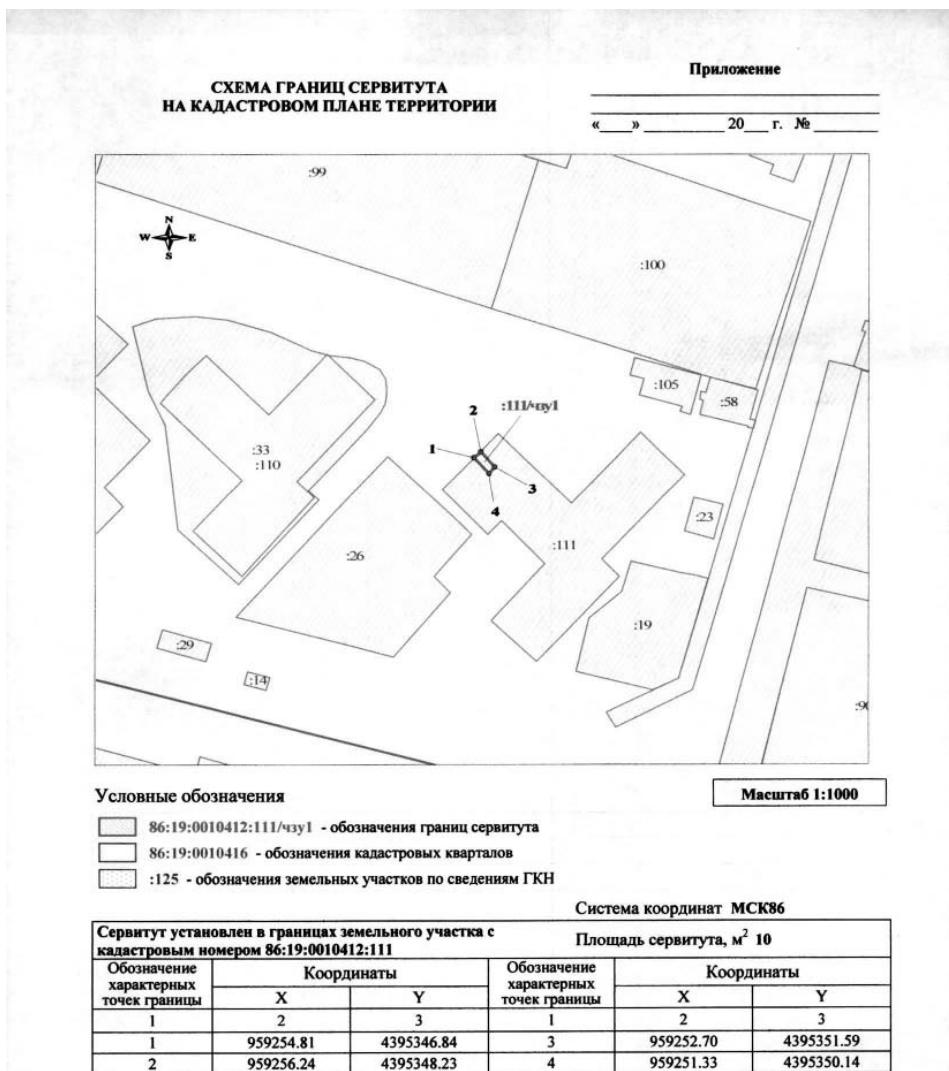 Приложение
СХЕМА ГРАНИЦ СЕРВИТУТА
НА КАДАСТРОВОМ ПЛАНЕ ТЕРРИТОРИИ
«____» __________ 20___ г. № ________
:99
N
W E
S
:100
:105
:58
:111/чзу1
2
1
:33
:110
3
4
:23
:26
:111
:19
:29
:14
:90
Условные обозначения
Масштаб 1:1000
86:19:0010412:111/чзу1 - обозначения границ сервитута
86:19:0010416 - обозначения кадастровых кварталов
:125 - обозначения земельных участков по сведениям ГКН
Система координат МСК86
Сервитут установлен в границах земельного участка с
кадастровым номером 86:19:0010412:111
Площадь сервитута, м² 10
Обозначение характерных точек границы Координаты Обозначение характерных точек границы Координаты
X Y X Y
1 2 3 1 2 3
1 959254.81 4395346.84 3 959252.70 4395351.59
2 959256.24 4395348.23 4 959251.33 4395350.14